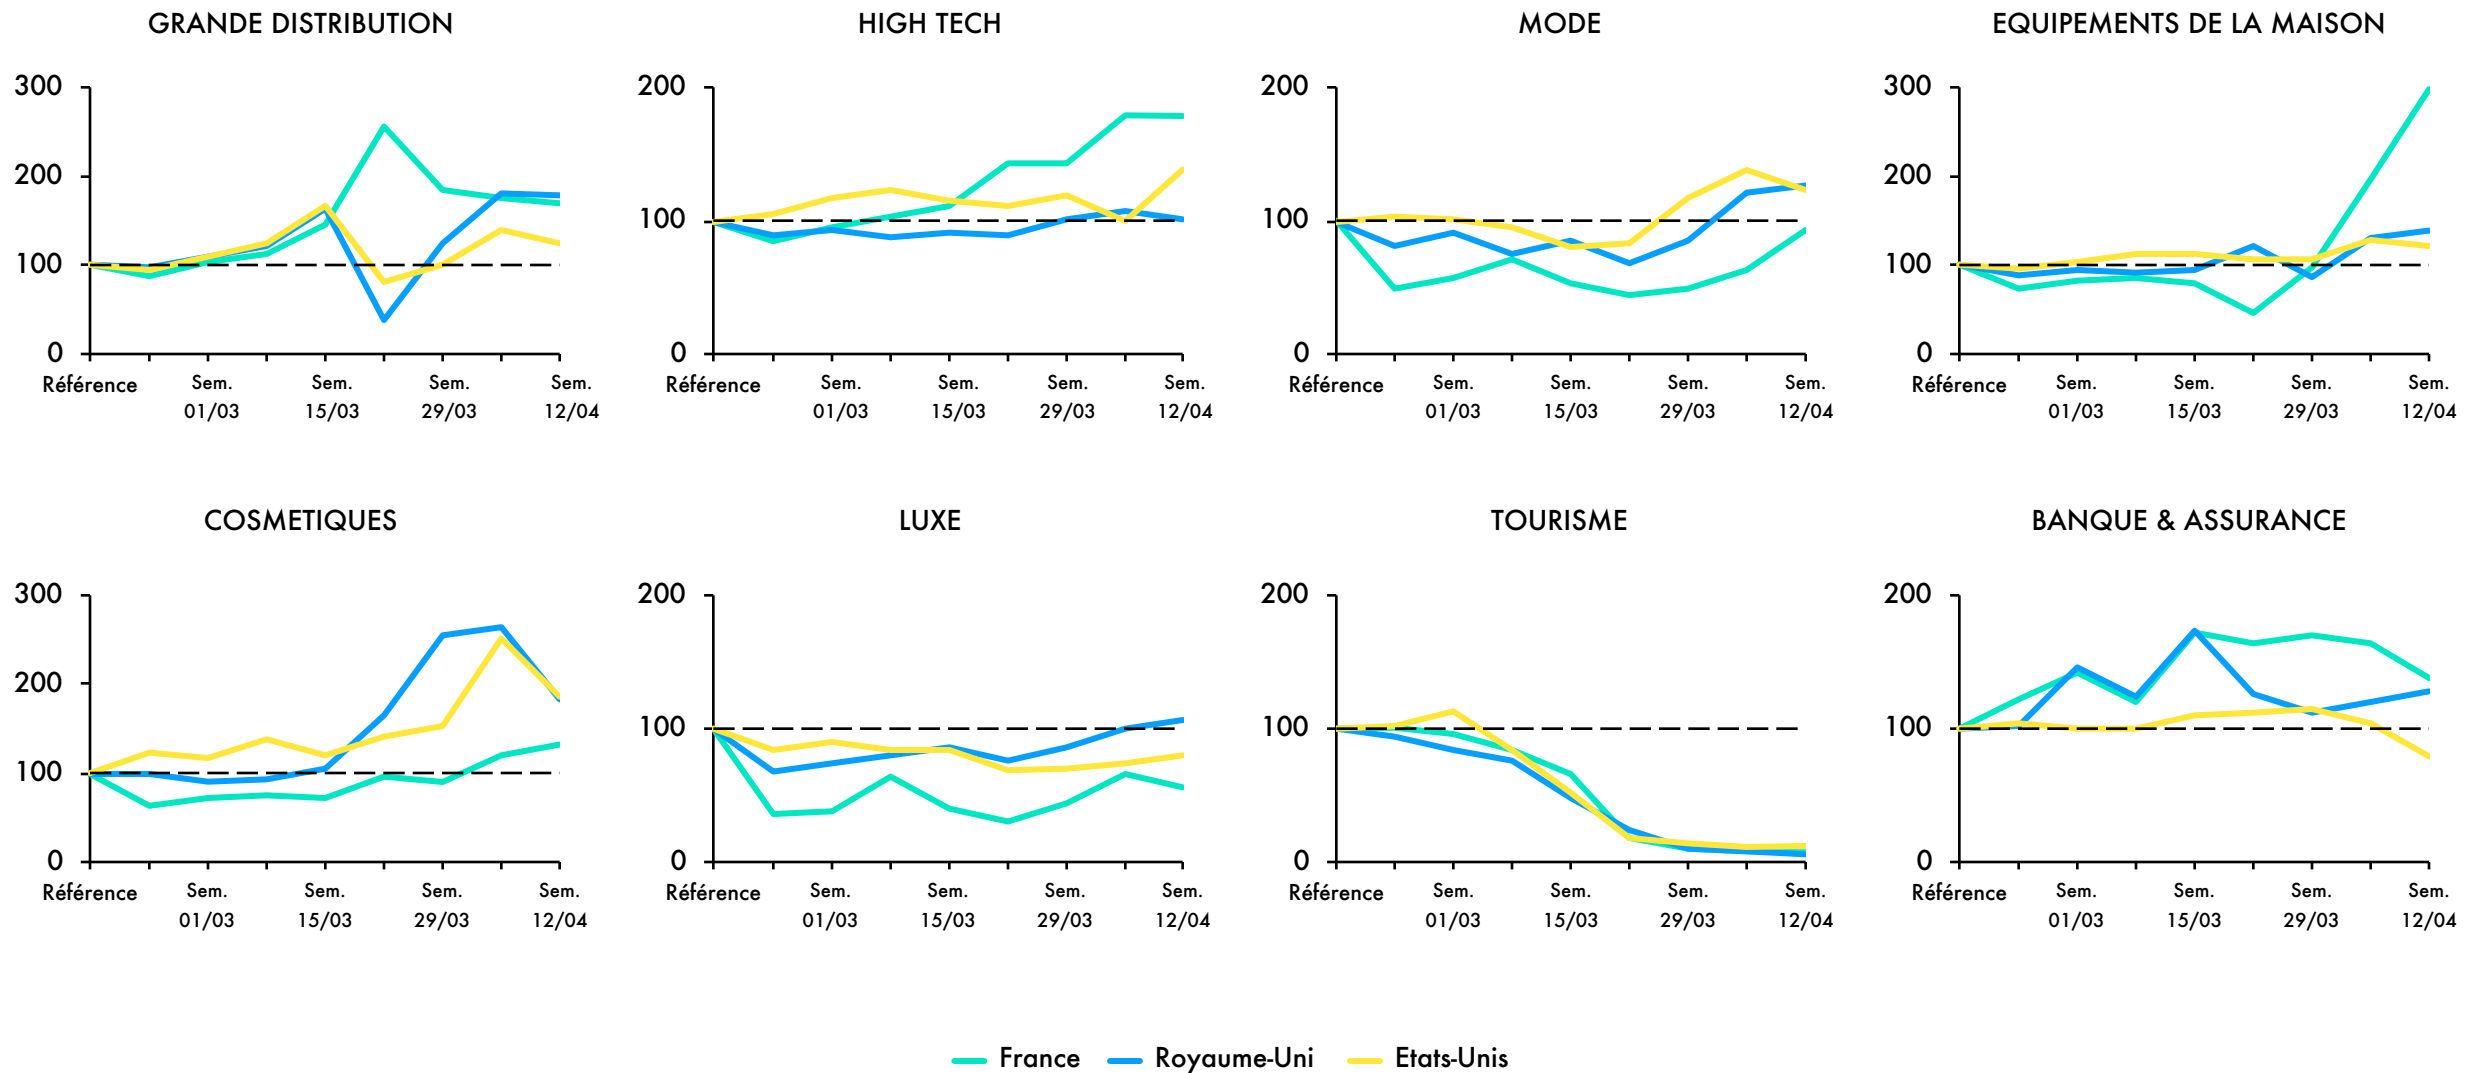 GRANDE DISTRIBUTION
300
200
100
0
Référence
Sem.
01/03
Sem.
15/03
Sem.
29/03
Sem.
12/04
HIGH TECH
200
100
0
Référence
Sem.
01/03
Sem.
15/03
Sem.
29/03
Sem.
12/04
MODE
200
100
0
Référence
Sem.
01/03
Sem.
15/03
Sem.
29/03
Sem.
12/04
EQUIPEMENTS DE LA MAISON
300
200
100
0
Référence
Sem.
01/03
Sem.
15/03
Sem.
29/03
Sem.
12/04
COSMETIQUES
300
200
100
0
Référence
Sem.
01/03
Sem.
15/03
Sem.
29/03
Sem.
12/04
LUXE
200
100
0
Référence
Sem.
01/03
Sem.
15/03
Sem.
29/03
Sem.
12/04
TOURISME
200
100
0
Référence
Sem.
01/03
Sem.
15/03
Sem.
29/03
Sem.
12/04
BANQUE & ASSURANCE
200
100
0
Référence
Sem.
01/03
Sem.
15/03
Sem.
29/03
Sem.
12/04
France
Royaume-Uni
Etats-Unis